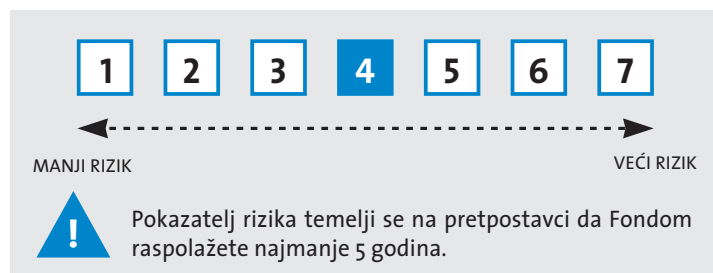 1 2 3 4 5 6 7
MANJI RIZIK VEĆI RIZIK
! Pokazatelj rizika temelji se na pretpostavci da Fondom
raspolažete najmanje 5 godina.